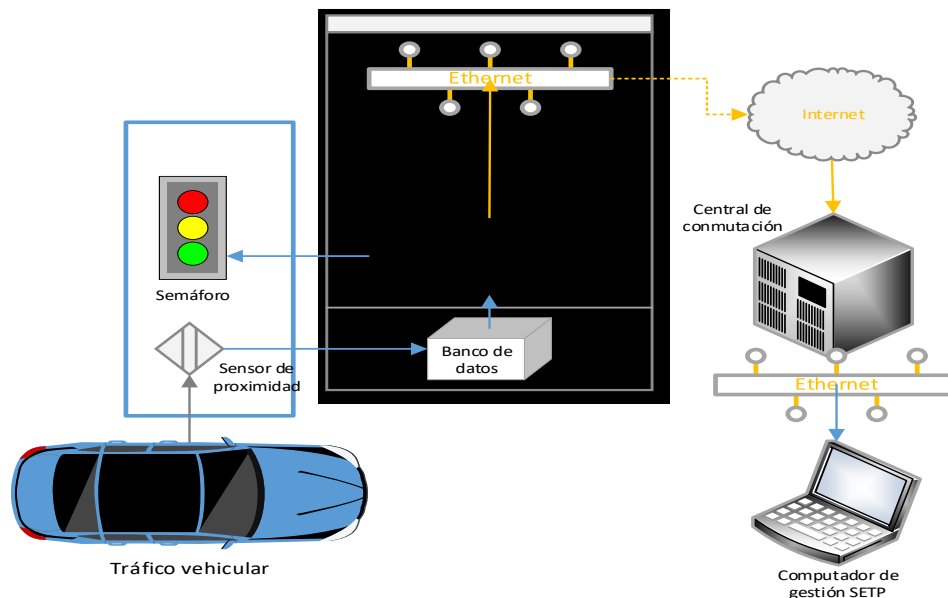 Ethernet
Internet
Central de
conmutación
Semáforo
Sensor de
proximidad
Banco de
datos
Ethernet
Tráfico vehicular
Computador de
gestión SETP